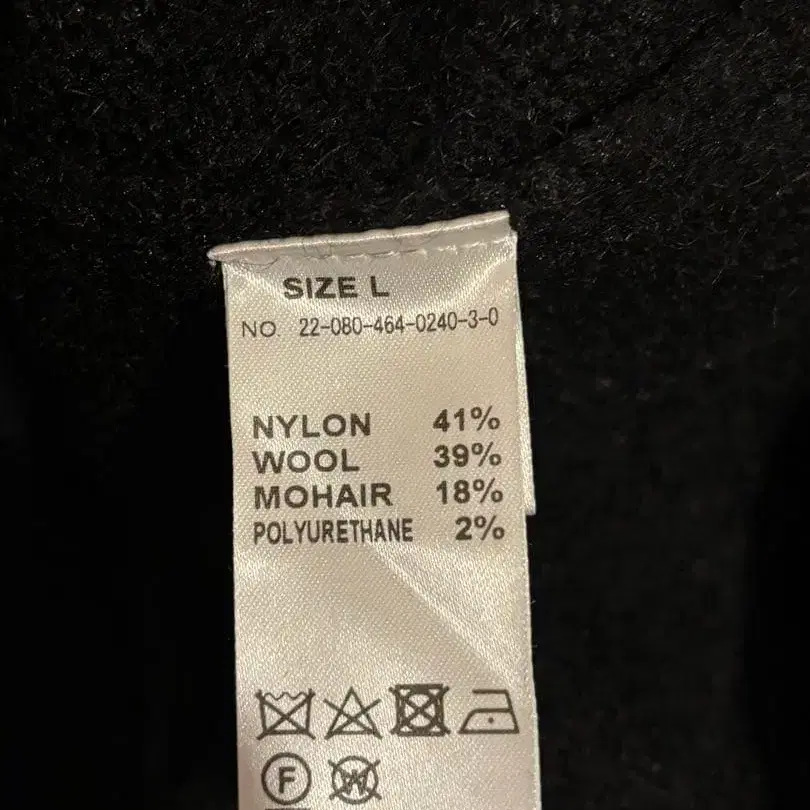 SIZE L
NO. 22-080-464-0240-3-0
NYLON 41%
WOOL 39%
MOHAIR 18%
POLYURETHANE 2%
F W